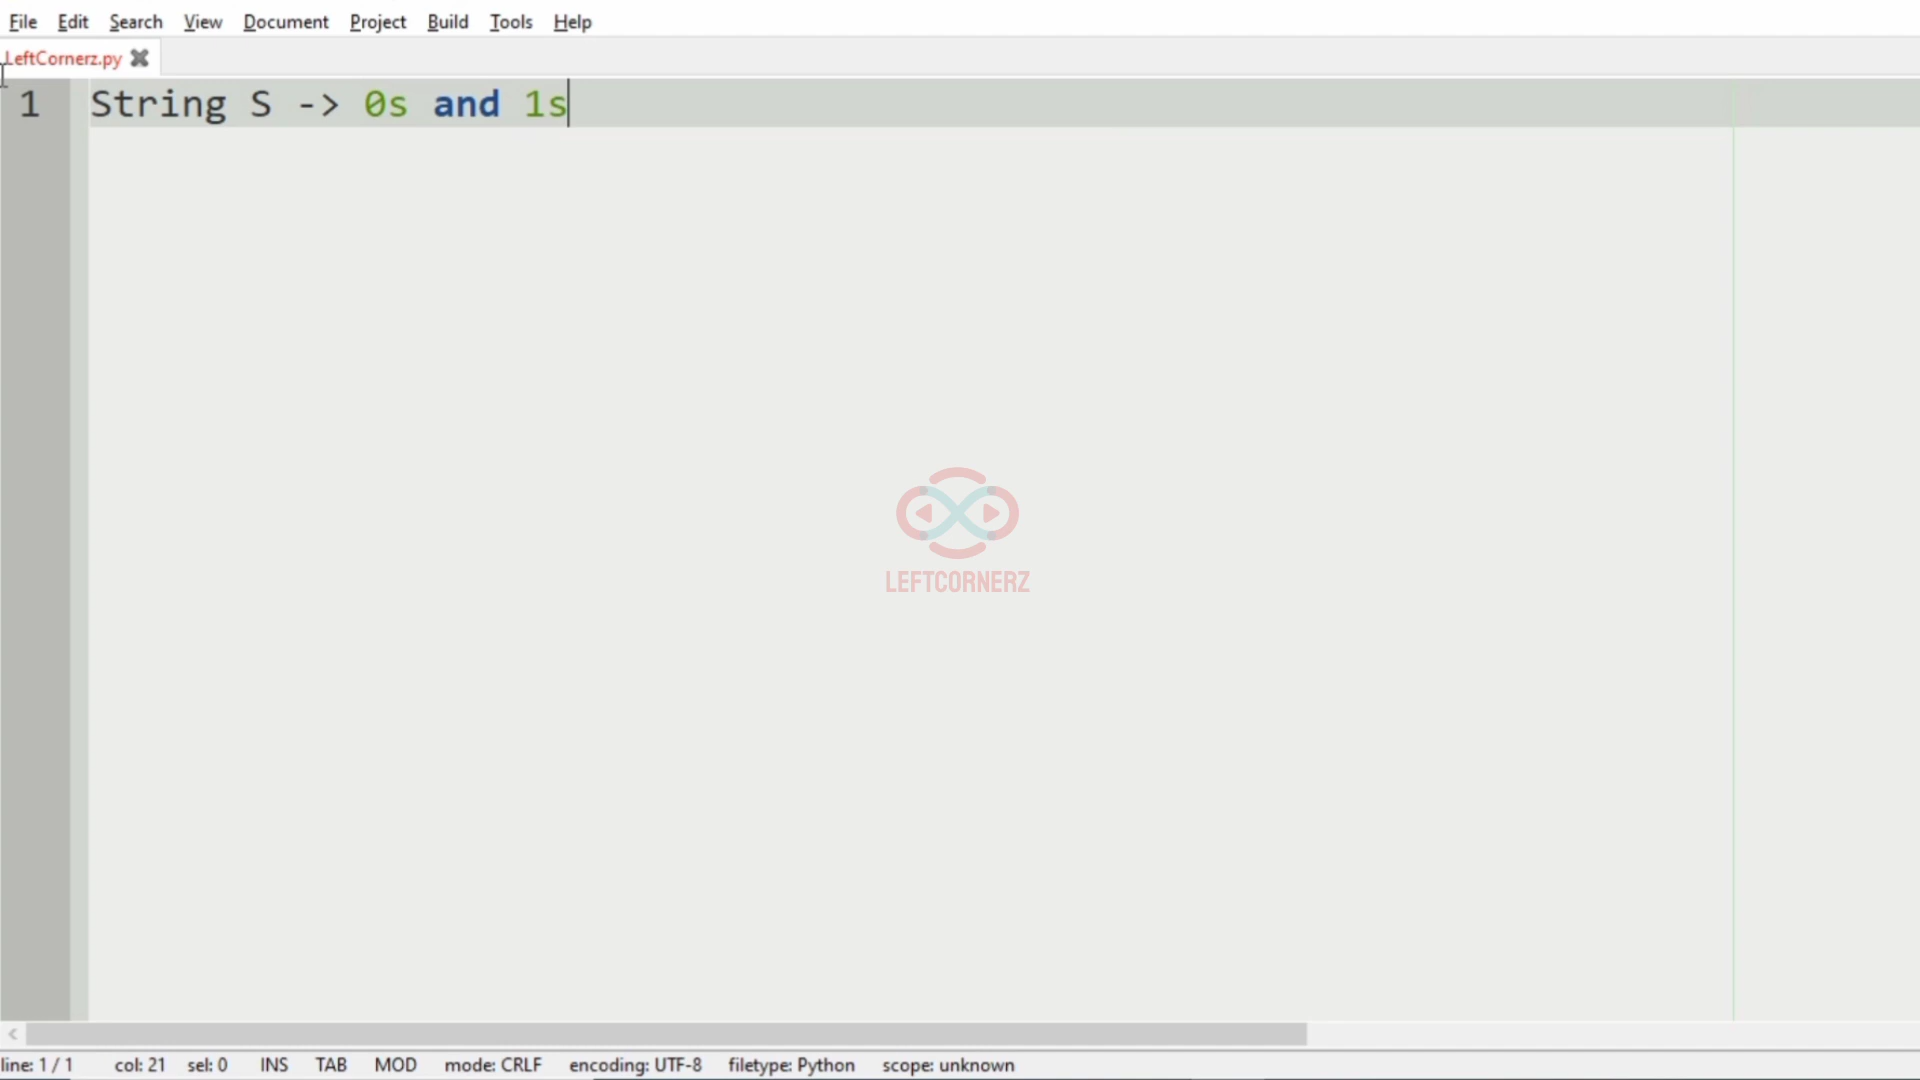 File Edit Search View Document Project Build Tools Help
LeftCornerz.py
1 String S -> 0s and 1s
LEFTCORNERZ
line: 1 / 1 col: 21 sel: 0 INS TAB MOD mode: CRLF encoding: UTF-8 filetype: Python scope: unknown